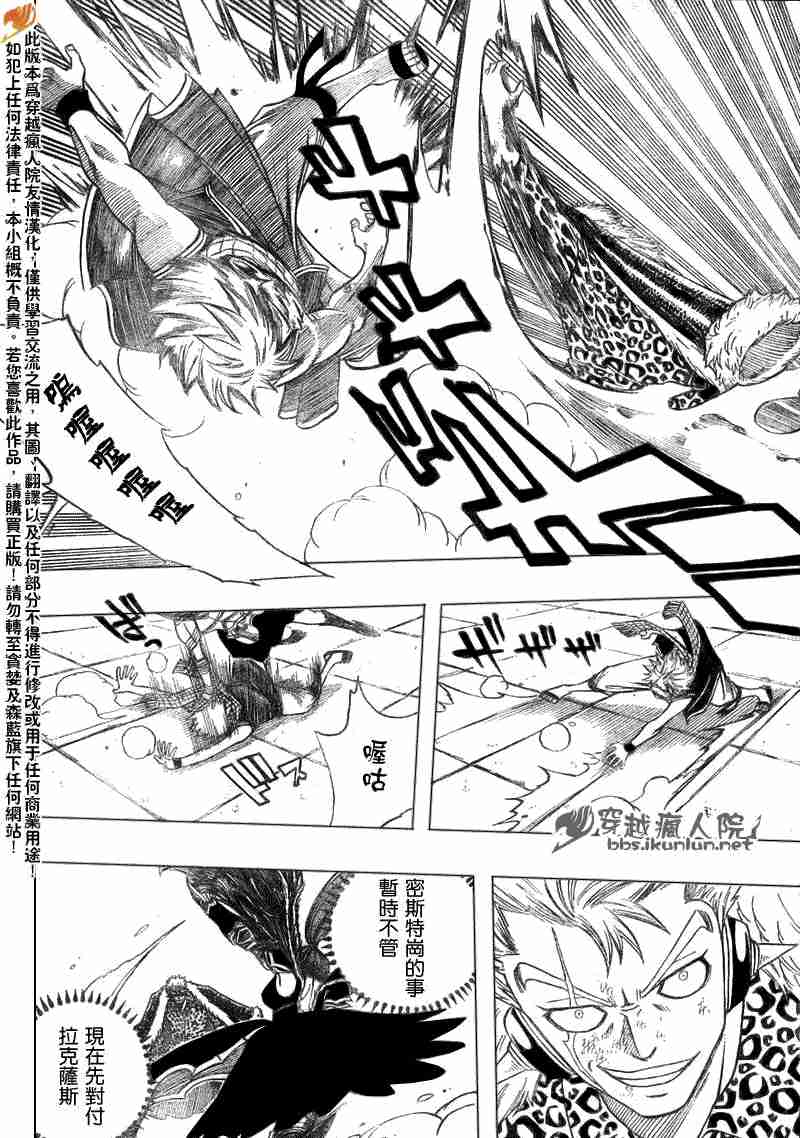 此版本爲穿越瘋人院友情漢化，僅供學習交流之用，其圖、翻譯以及任何部分不得進行修改或用于任何商業用途！
如犯上任何法律責任，本小組概不負責。若您喜歡此作品，請購買正版！請勿轉至貪婪及森藍旗下任何網站！
嗚喔喔喔喔
ギギギ
喔咕
穿越瘋人院
bbs.ikunlun.net
密斯特崗的事
暫時不管
現在先對付
拉克薩斯